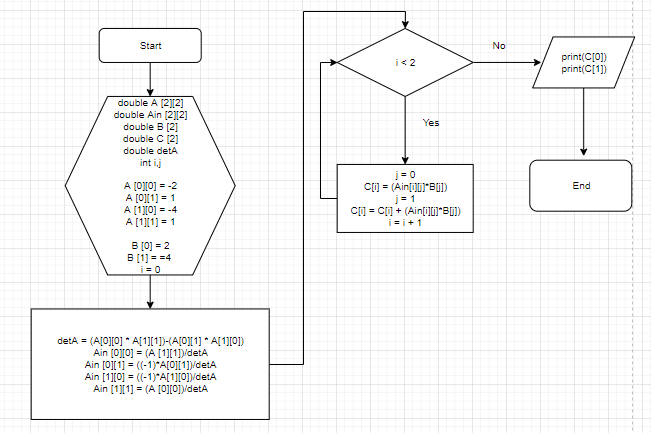 Start
double A [2][2]
double Ain [2][2]
double B [2]
double C [2]
double detA
int i,j
A [0][0] = -2
A [0][1] = 1
A [1][0] = -4
A [1][1] = 1
B [0] = 2
B [1] = =4
i = 0
detA = (A[0][0] * A[1][1])-(A[0][1] * A[1][0])
Ain [0][0] = (A [1][1])/detA
Ain [0][1] = ((-1)*A[0][1])/detA
Ain [1][0] = ((-1)*A[1][0])/detA
Ain [1][1] = (A [0][0])/detA
i < 2
Yes
j = 0
C[i] = (Ain[i][j]*B[j])
j = 1
C[i] = C[i] + (Ain[i][j]*B[j])
i = i + 1
No
print(C[0])
print(C[1])
End